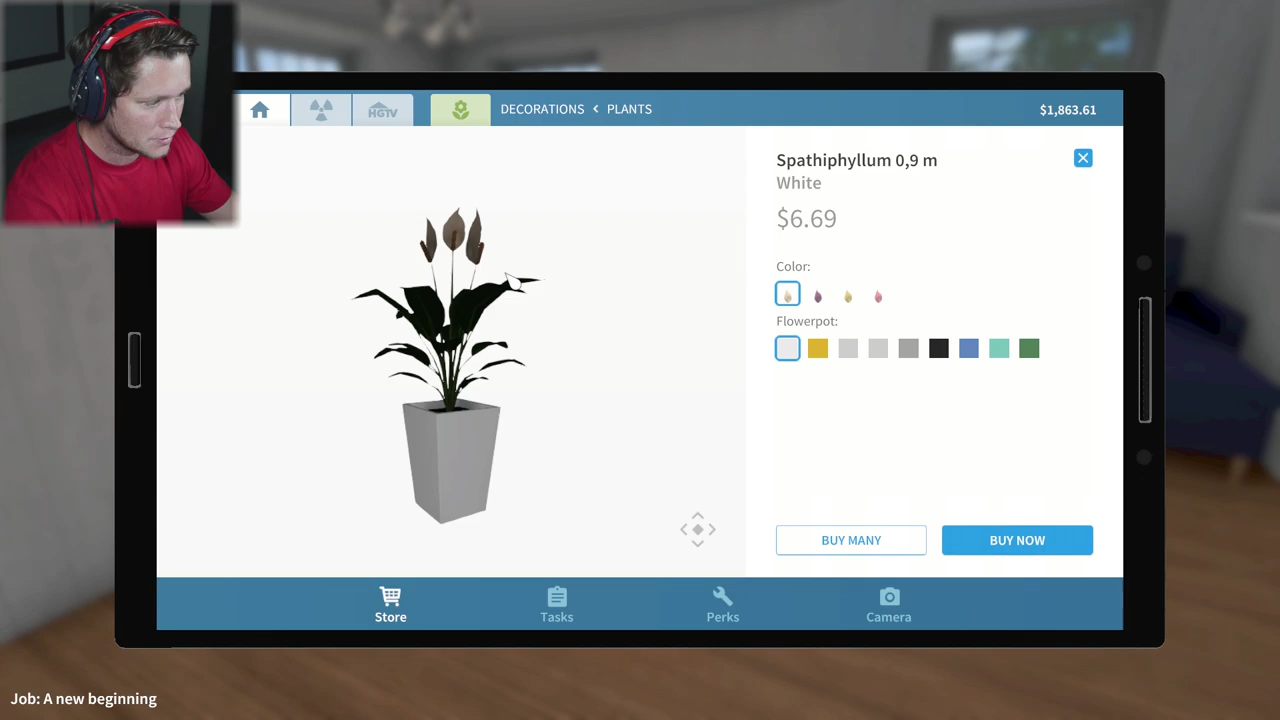 HGTV
DECORATIONS < PLANTS
$1,863.61
Spathiphyllum 0,9 m
White
$6.69
Color:
Flowerpot:
BUY MANY
BUY NOW
Store
Tasks
Perks
Camera
Job: A new beginning